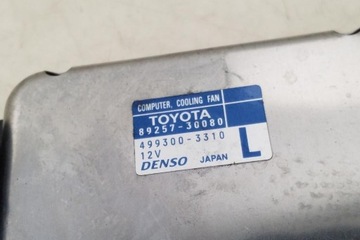 COMPUTER, COOLING FAN
TOYOTA
89257-30080
499300-3310
12V
DENSO JAPAN
L